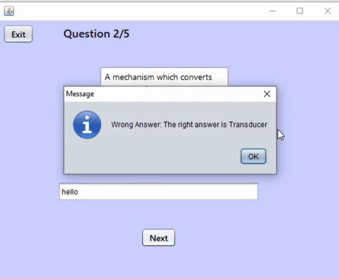 Exit
Question 2/5
A mechanism which converts
Message
Wrong Answer: The right answer is Transducer
OK
hello
Next